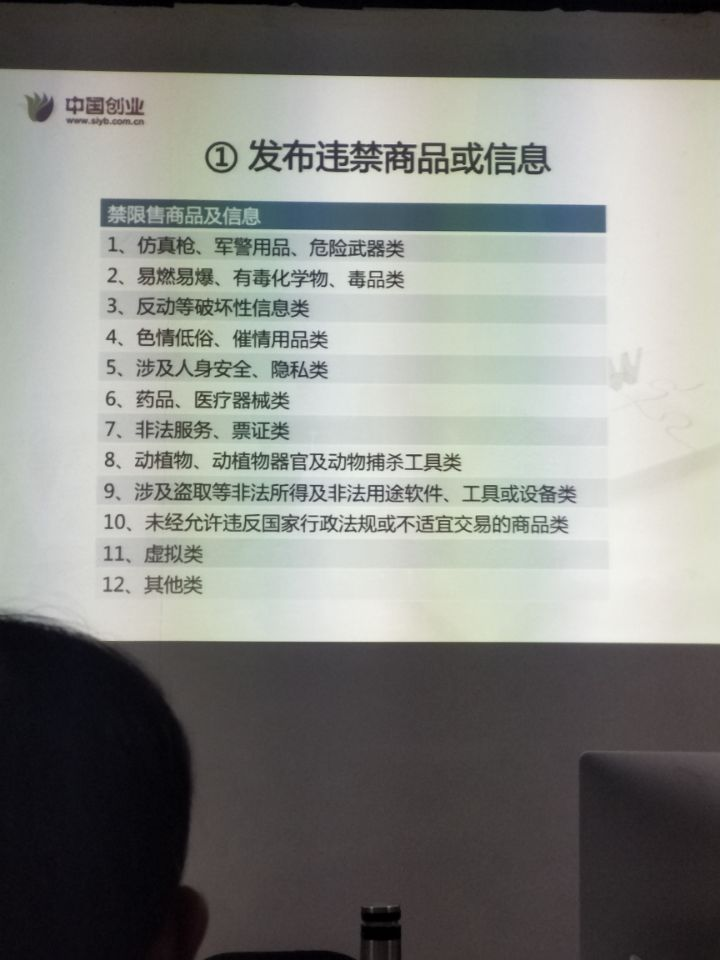 中国创业
www.siyb.com.cn
① 发布违禁商品或信息
禁限售商品及信息
1、仿真枪、军警用品、危险武器类
2、易燃易爆、有毒化学物、毒品类
3、反动等破坏性信息类
4、色情低俗、催情用品类
5、涉及人身安全、隐私类
6、药品、医疗器械类
7、非法服务、票证类
8、动植物、动植物器官及动物捕杀工具类
9、涉及盗取等非法所得及非法用途软件、工具或设备类
10、未经允许违反国家行政法规或不适宜交易的商品类
11、虚拟类
12、其他类